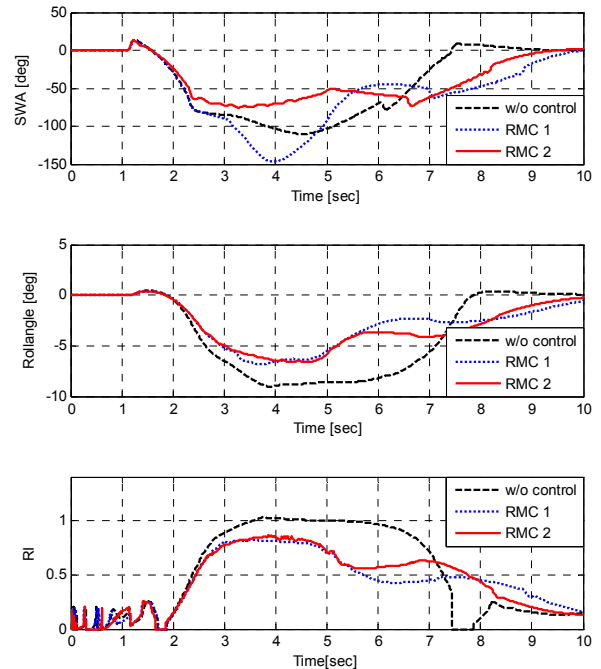 50
0
-50
-100
-150
SWA [deg]
w/o control
RMC 1
RMC 2
0 1 2 3 4 5 6 7 8 9 10
Time [sec]
5
0
-5
-10
Rollangle [deg]
w/o control
RMC 1
RMC 2
0 1 2 3 4 5 6 7 8 9 10
Time [sec]
1
0.5
0
RI
w/o control
RMC 1
RMC 2
0 1 2 3 4 5 6 7 8 9 10
Time[sec]